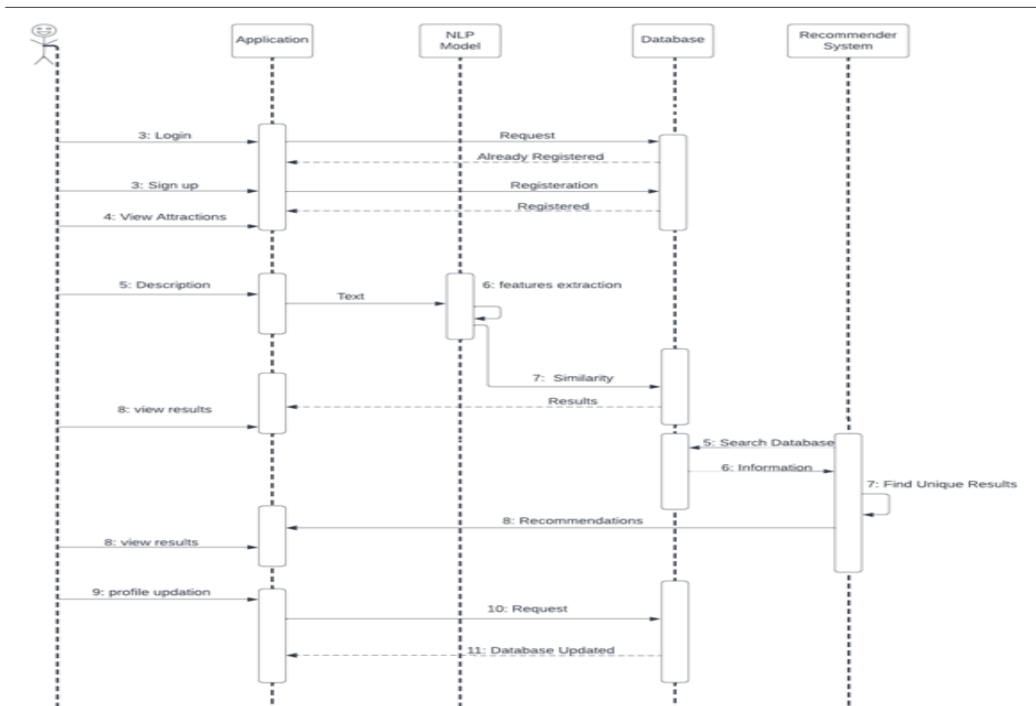 Application
NLP
Model
Database
Recommender
System
3: Login
Request
Already Registered
3: Sign up
Registeration
Registered
4: View Attractions
5: Description
Text
6: features extraction
7: Similarity
Results
8: view results
5: Search Database
6: Information
7: Find Unique Results
8: Recommendations
8: view results
9: profile updation
10: Request
11: Database Updated